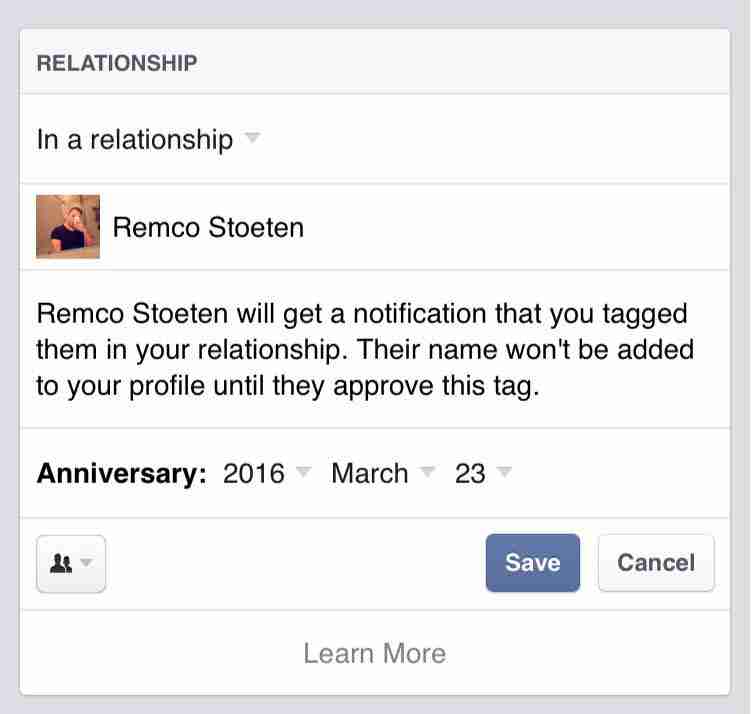 RELATIONSHIP
In a relationship
Remco Stoeten
Remco Stoeten will get a notification that you tagged
them in your relationship. Their name won't be added
to your profile until they approve this tag.
Anniversary: 2016 March 23
Save Cancel
Learn More